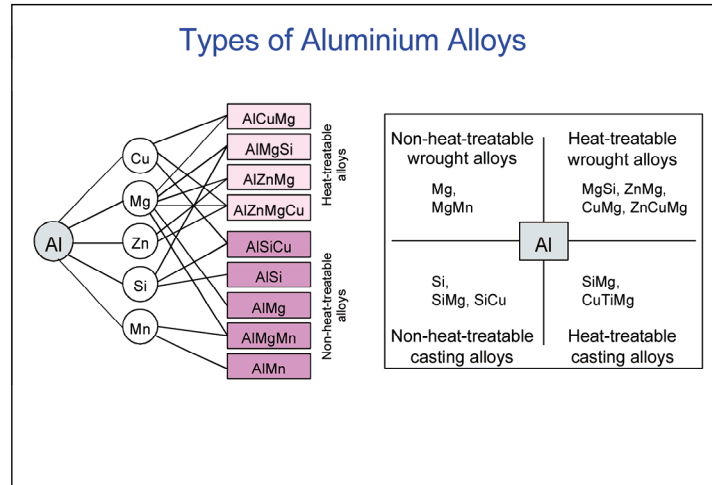 Types of Aluminium Alloys
Al
Cu
Mg
Zn
Si
Mn
AlCuMg
AlMgSi
AlZnMg
AlZnMgCu
AlSiCu
AlSi
AlMg
AlMgMn
AlMn
Heat-treatable
alloys
Non-heat-treatable
alloys
Non-heat-treatable
wrought alloys
Mg,
MgMn
Heat-treatable
wrought alloys
MgSi, ZnMg,
CuMg, ZnCuMg
Al
Si,
SiMg, SiCu
Non-heat-treatable
casting alloys
SiMg,
CuTiMg
Heat-treatable
casting alloys